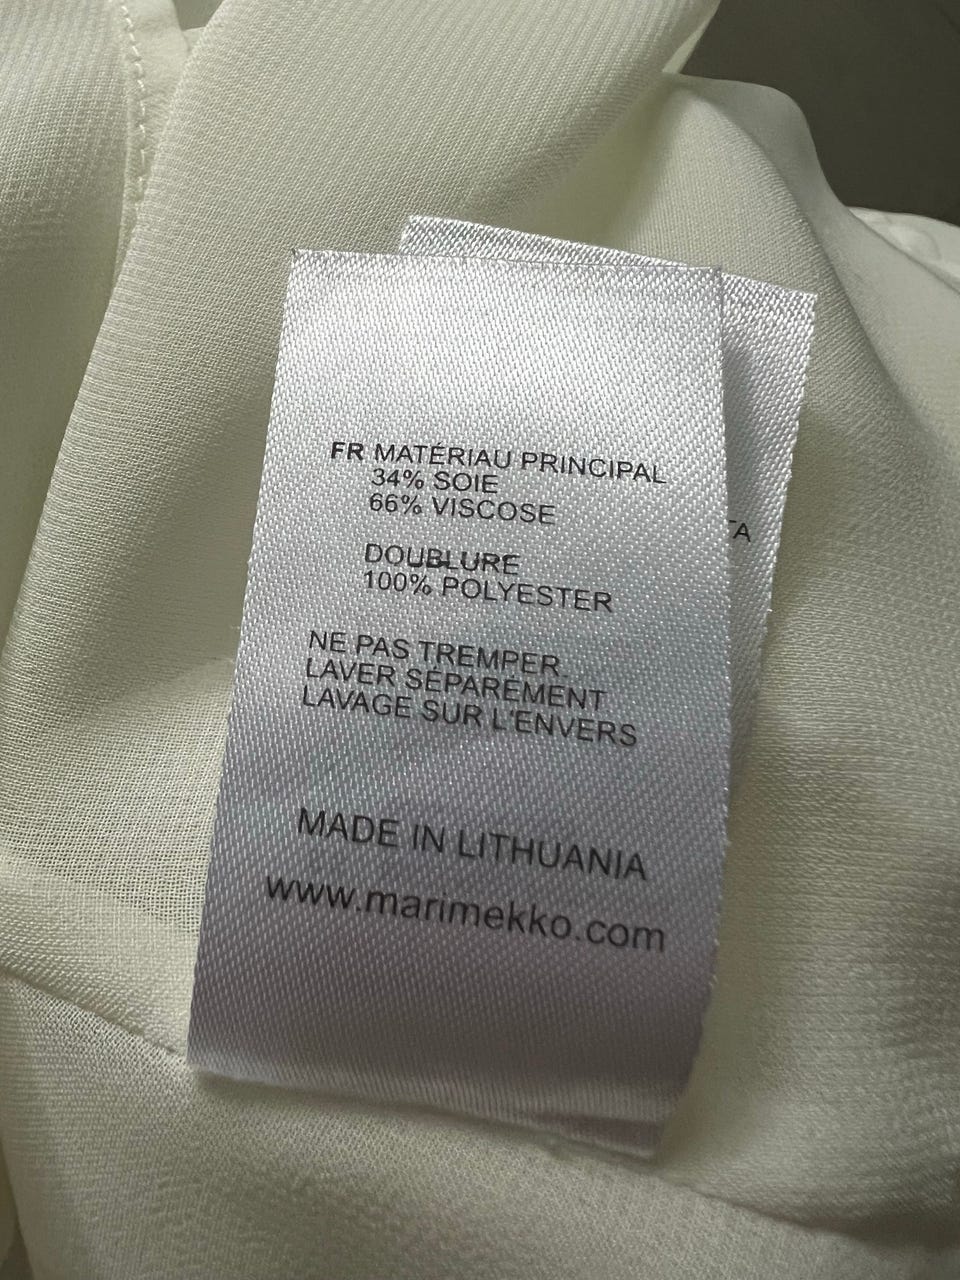 FR MATÉRIAU PRINCIPAL
34% SOIE
66% VISCOSE
DOUBLURE
100% POLYESTER
NE PAS TREMPER.
LAVER SÉPARÉMENT
LAVAGE SUR L'ENVERS
MADE IN LITHUANIA
www.marimekko.com